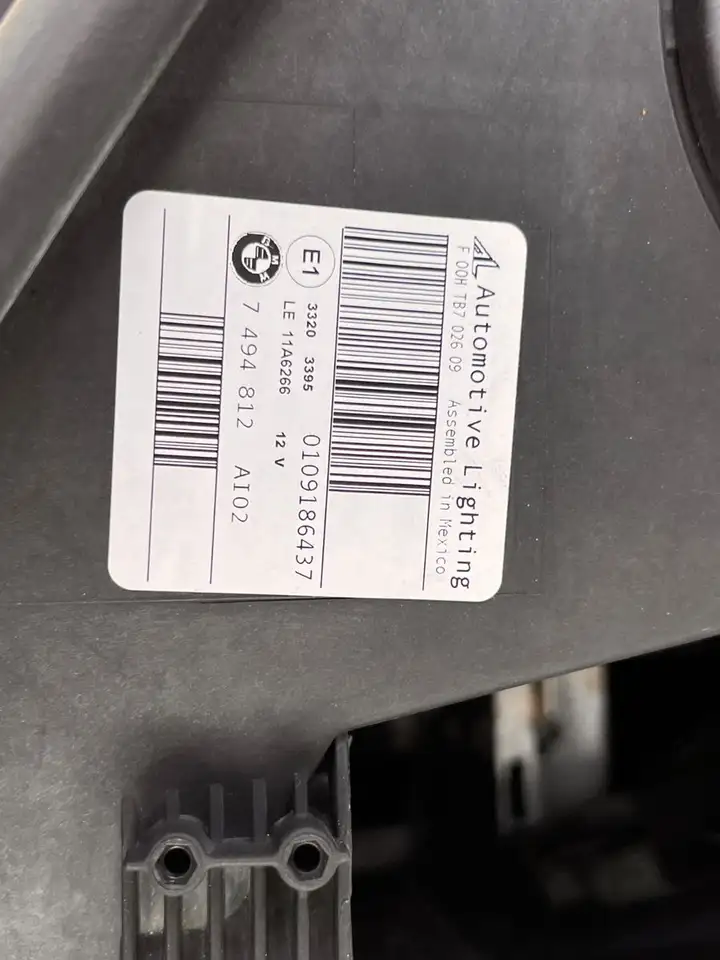 Automotive Lighting
F 00H TB7 026 09 Assembled in Mexico
E1
3320 3395
0109186437
LE 11A6266
12 V
BMW
7 494 812 AI02